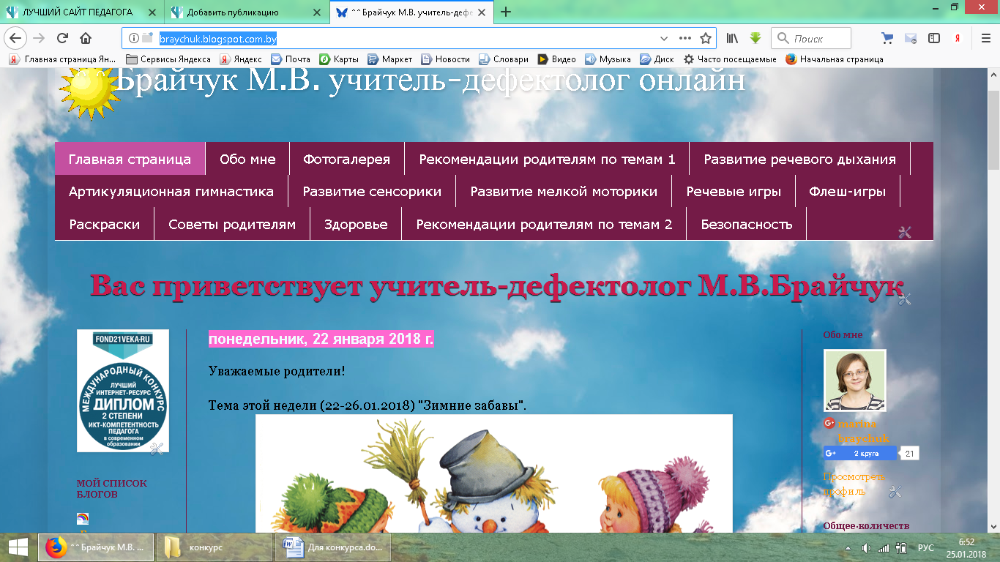 ЛУЧШИЙ САЙТ ПЕДАГОГА
Добавить публикацию
^ ^ Брайчук М.В. учитель-дефе
braychuk.blogspot.com.by
Поиск
Главная страница Ян...
Сервисы Яндекса
Яндекс
Почта
Карты
Маркет
Новости
Словари
Видео
Музыка
Диск
Часто посещаемые
Начальная страница
^ ^ Брайчук М.В. учитель-дефектолог онлайн
Главная страница
Обо мне
Фотогалерея
Рекомендации родителям по темам 1
Развитие речевого дыхания
Артикуляционная гимнастика
Развитие сенсорики
Развитие мелкой моторики
Речевые игры
Флеш-игры
Раскраски
Советы родителям
Здоровье
Рекомендации родителям по темам 2
Безопасность
Вас приветствует учитель-дефектолог М.В.Брайчук
FOND21VEKA.RU
МЕЖДУНАРОДНЫЙ КОНКУРС
ЛУЧШИЙ
ИНТЕРНЕТ-РЕСУРС
ДИПЛОМ
2 СТЕПЕНИ
ИКТ-КОМПЕТЕНТНОСТЬ
ПЕДАГОГА
в современном
образовании
МОЙ СПИСОК
БЛОГОВ
понедельник, 22 января 2018 г.
Уважаемые родители!
Тема этой недели (22-26.01.2018) "Зимние забавы".
Обо мне
marina
braychuk
2 круга
21
Просмотреть
профиль
Общее количеств
^ ^ Брайчук М.В. ...
конкурс
Для конкурса.do...
РУС
6:52
25.01.2018